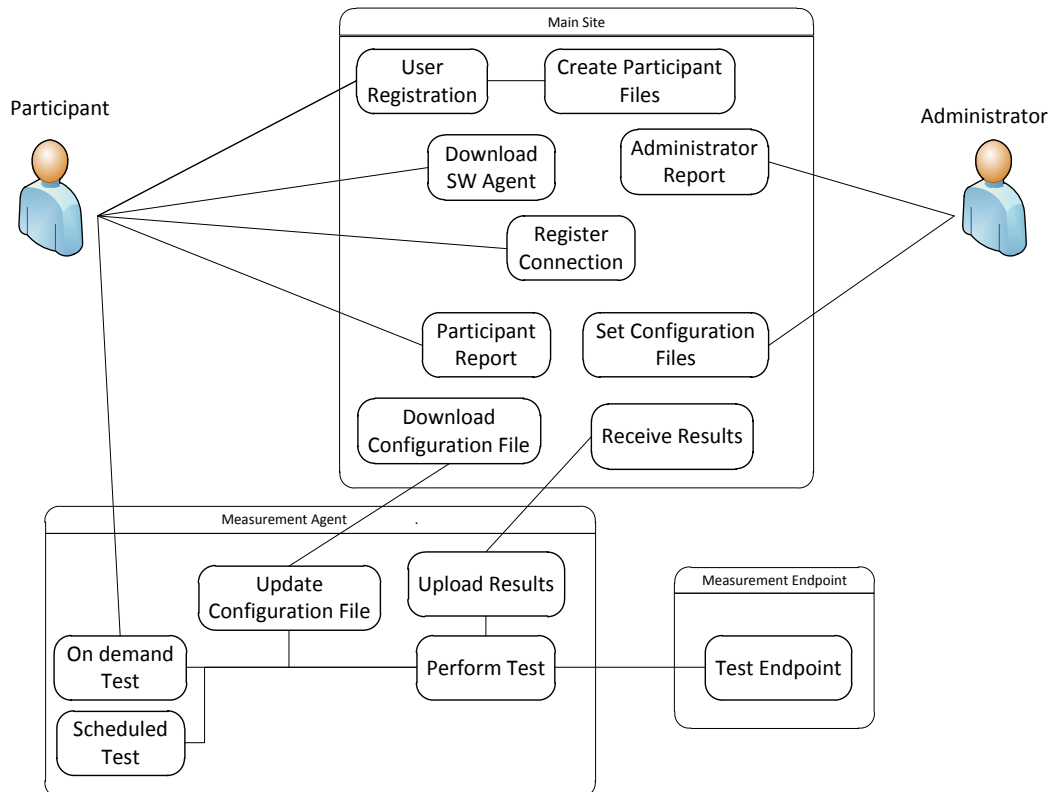 Main Site
User
Registration
Create Participant
Files
Participant
Administrator
Download
SW Agent
Administrator
Report
Register
Connection
Participant
Report
Set Configuration
Files
Download
Configuration File
Receive Results
Measurement Agent .
Update
Configuration File
Upload Results
Measurement Endpoint
On demand
Test
Perform Test
Test Endpoint
Scheduled
Test